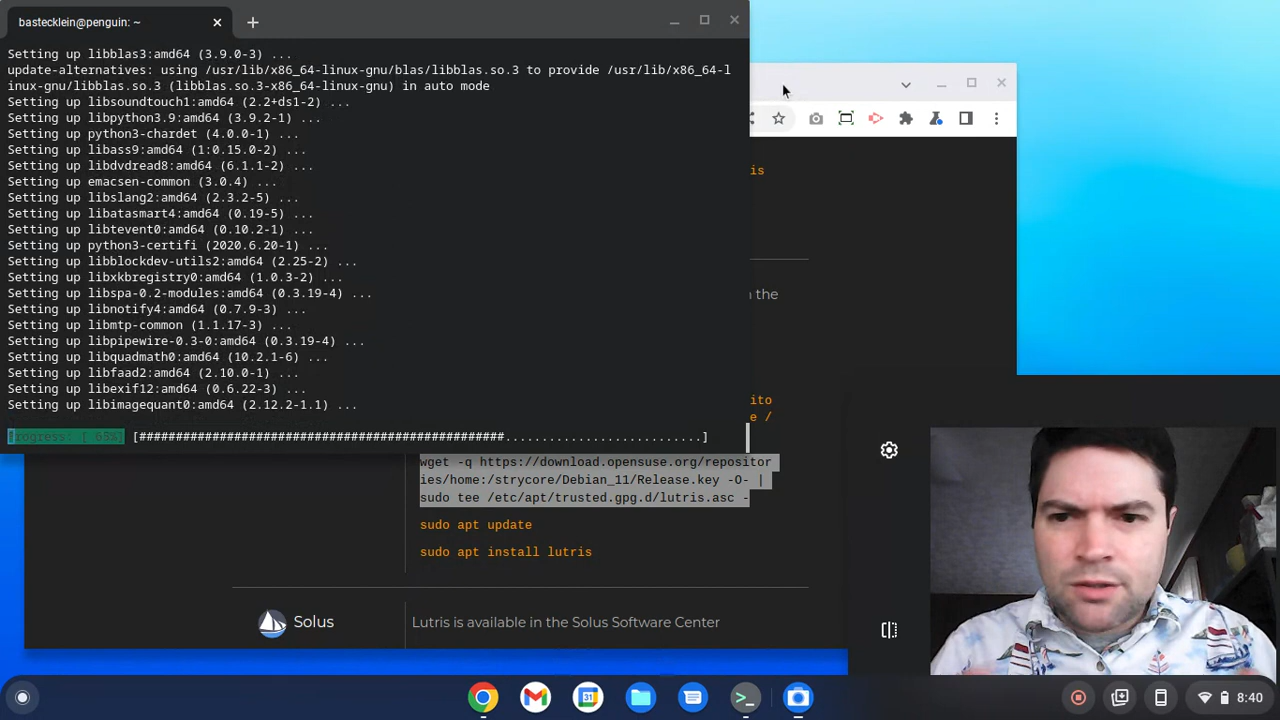 bastecklein@penguin: ~
Setting up libblas3:amd64 (3.9.0-3) ...
update-alternatives: using /usr/lib/x86_64-linux-gnu/blas/libblas.so.3 to provide /usr/lib/x86_64-l
inux-gnu/libblas.so.3 (libblas.so.3-x86_64-linux-gnu) in auto mode
Setting up libsoundtouch1:amd64 (2.2+ds1-2) ...
Setting up libpython3.9:amd64 (3.9.2-1) ...
Setting up python3-chardet (4.0.0-1) ...
Setting up libass9:amd64 (1:0.15.0-2) ...
Setting up libdvdread8:amd64 (6.1.1-2) ...
Setting up emacsen-common (3.0.4) ...
Setting up libslang2:amd64 (2.3.2-5) ...
Setting up libatasmart4:amd64 (0.19-5) ...
Setting up libtevent0:amd64 (0.10.2-1) ...
Setting up python3-certifi (2020.6.20-1) ...
Setting up libblockdev-utils2:amd64 (2.25-2) ...
Setting up libxkbregistry0:amd64 (1.0.3-2) ...
Setting up libspa-0.2-modules:amd64 (0.3.19-4) ...
Setting up libnotify4:amd64 (0.7.9-3) ...
Setting up libmtp-common (1.1.17-3) ...
Setting up libpipewire-0.3-0:amd64 (0.3.19-4) ...
Setting up libquadmath0:amd64 (10.2.1-6) ...
Setting up libfaad2:amd64 (2.10.0-1) ...
Setting up libexif12:amd64 (0.6.22-3) ...
Setting up libimagequant0:amd64 (2.12.2-1.1) ...
Progress: [ 65%] [##############################################.........................]
is
the
ito
e /
wget -q https://download.opensuse.org/repositor
ies/home:/strycore/Debian_11/Release.key -O- |
sudo tee /etc/apt/trusted.gpg.d/lutris.asc -
sudo apt update
sudo apt install lutris
Solus
Lutris is available in the Solus Software Center
31
8:40